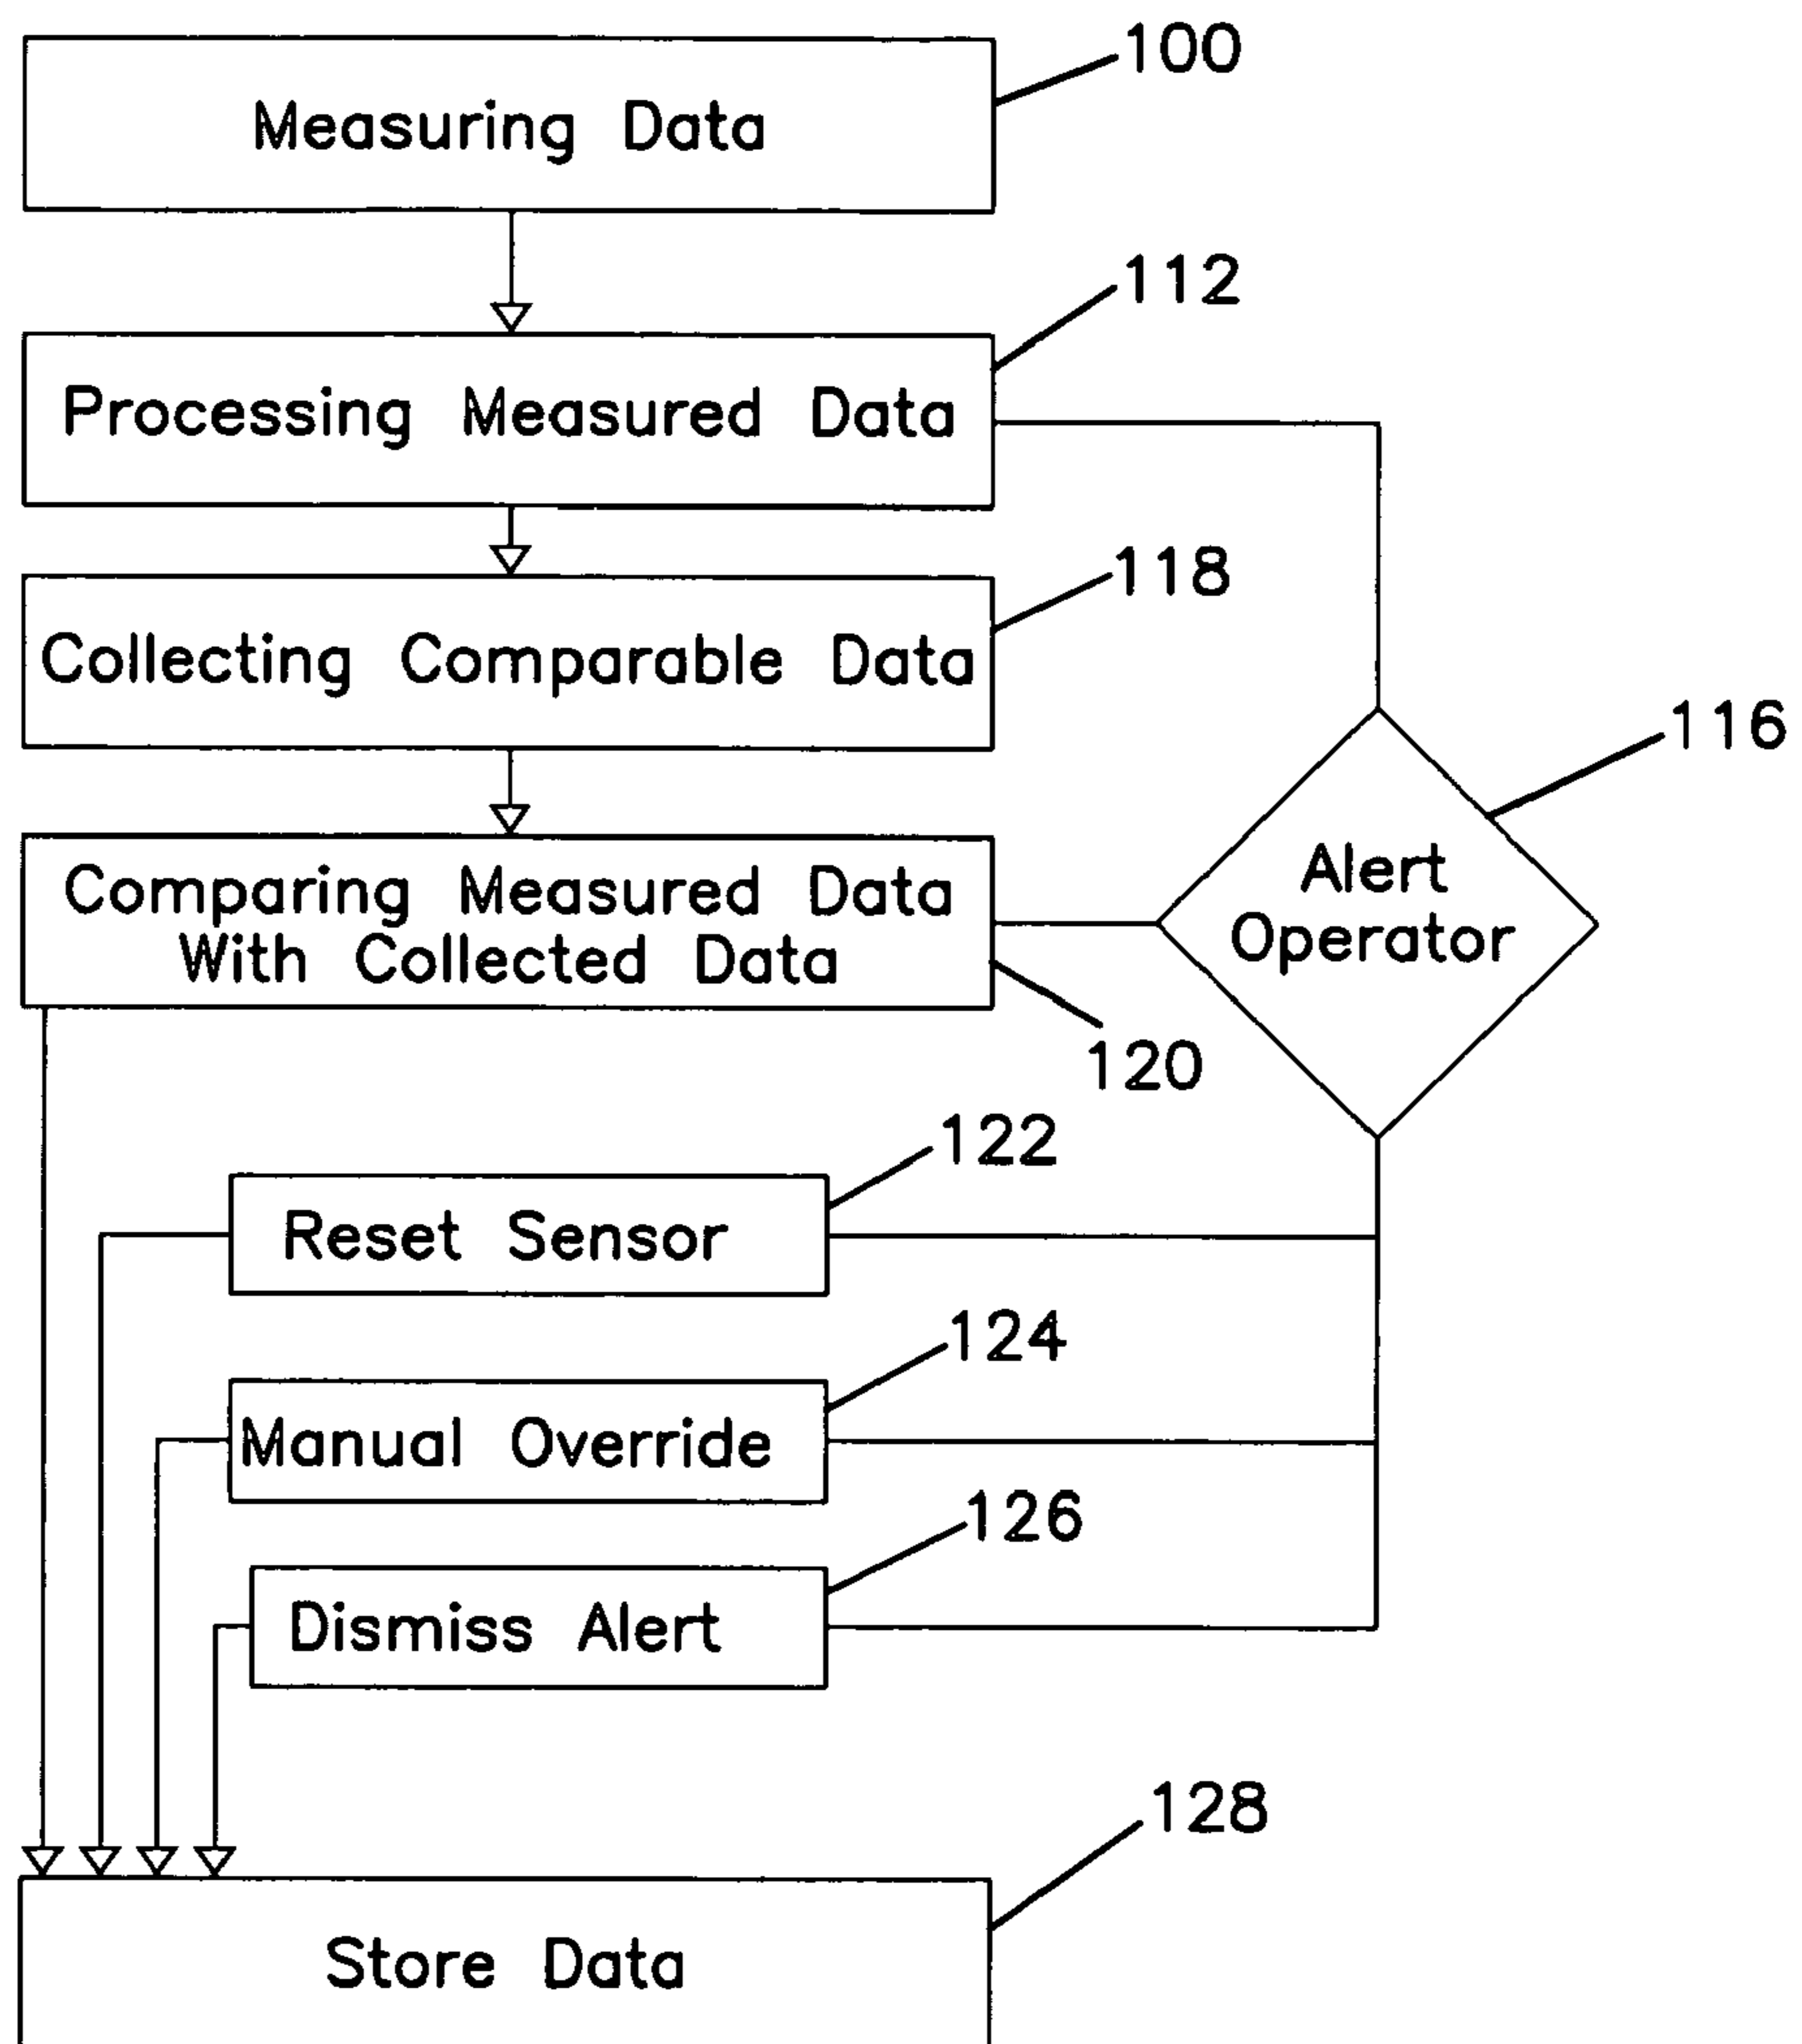 100
Measuring Data
112
Processing Measured Data
118
Collecting Comparable Data
116
Alert
Operator
Comparing Measured Data
With Collected Data
120
122
Reset Sensor
124
Manual Override
126
Dismiss Alert
128
Store Data